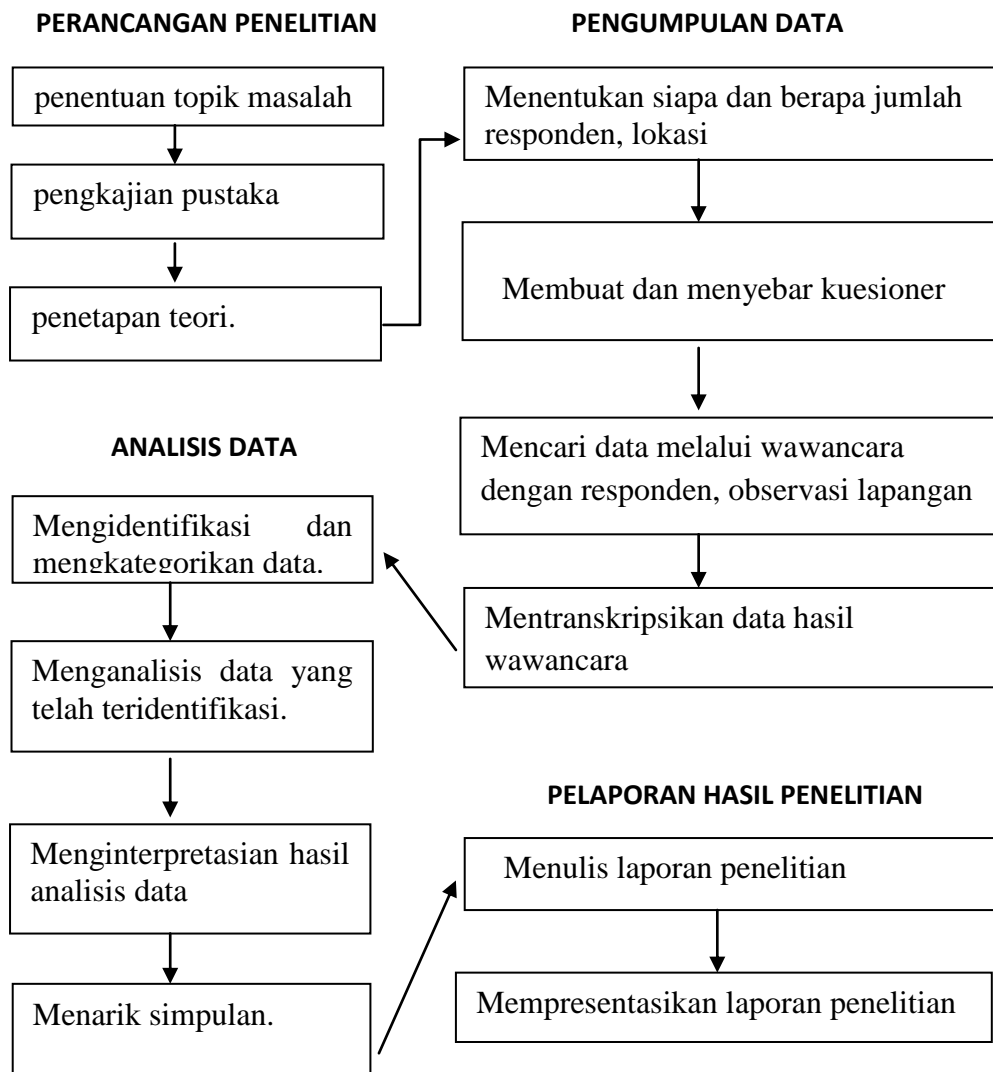 PERANCANGAN PENELITIAN
penentuan topik masalah
pengkajian pustaka
penetapan teori.
PENGUMPULAN DATA
Menentukan siapa dan berapa jumlah
responden, lokasi
Membuat dan menyebar kuesioner
Mencari data melalui wawancara
dengan responden, observasi lapangan
Mentranskripsikan data hasil
wawancara
ANALISIS DATA
Mengidentifikasi dan
mengkategorikan data.
Menganalisis data yang
telah teridentifikasi.
Menginterpretasian hasil
analisis data
Menarik simpulan.
PELAPORAN HASIL PENELITIAN
Menulis laporan penelitian
Mempresentasikan laporan penelitian